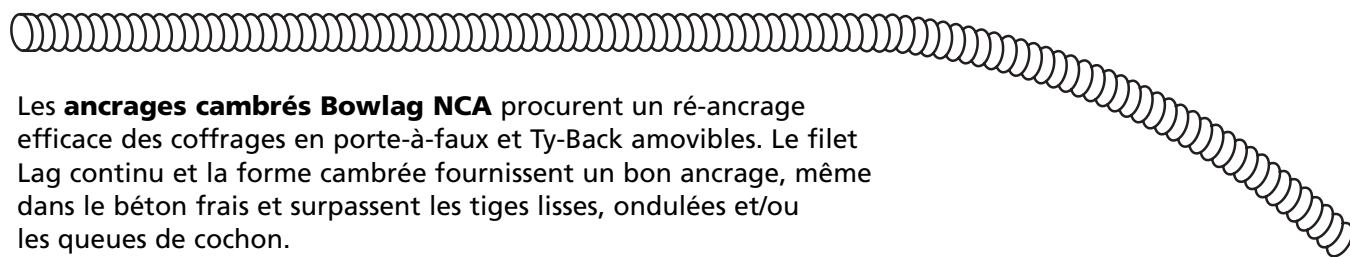 Les ancrages cambrés Bowlag NCA procurent un ré-ancrage
efficace des coffrages en porte-à-faux et Ty-Back amovibles. Le filet
Lag continu et la forme cambrée fournissent un bon ancrage, même
dans le béton frais et surpassent les tiges lisses, ondulées et/ou
les queues de cochon.